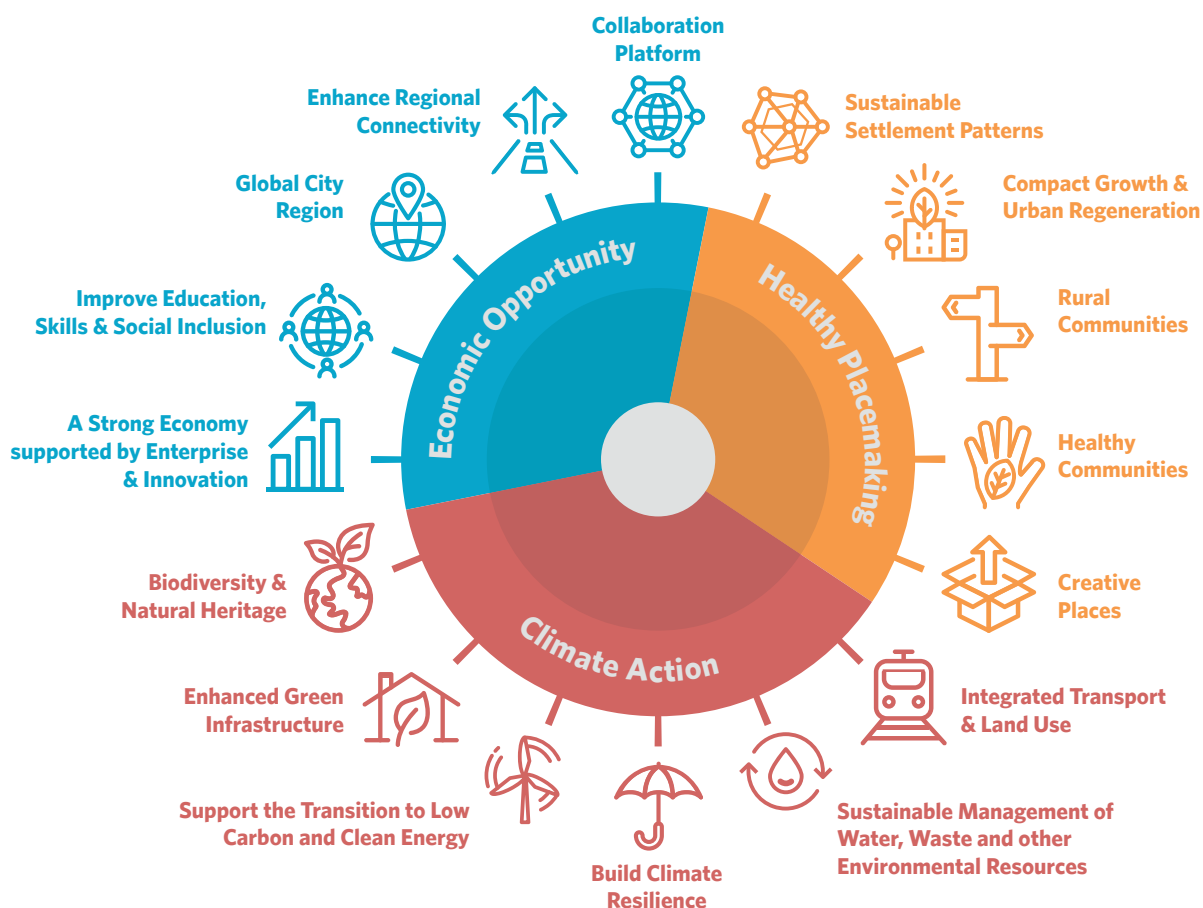 Collaboration
Platform
Sustainable
Settlement Patterns
Compact Growth &
Urban Regeneration
Rural
Communities
Healthy
Communities
Creative
Places
Integrated Transport
& Land Use
Sustainable Management of
Water, Waste and other
Environmental Resources
Build Climate
Resilience
Support the Transition to Low
Carbon and Clean Energy
Enhanced Green
Infrastructure
Biodiversity &
Natural Heritage
A Strong Economy
supported by Enterprise
& Innovation
Improve Education,
Skills & Social Inclusion
Global City
Region
Enhance Regional
Connectivity
Economic Opportunity
Healthy Placemaking
Climate Action